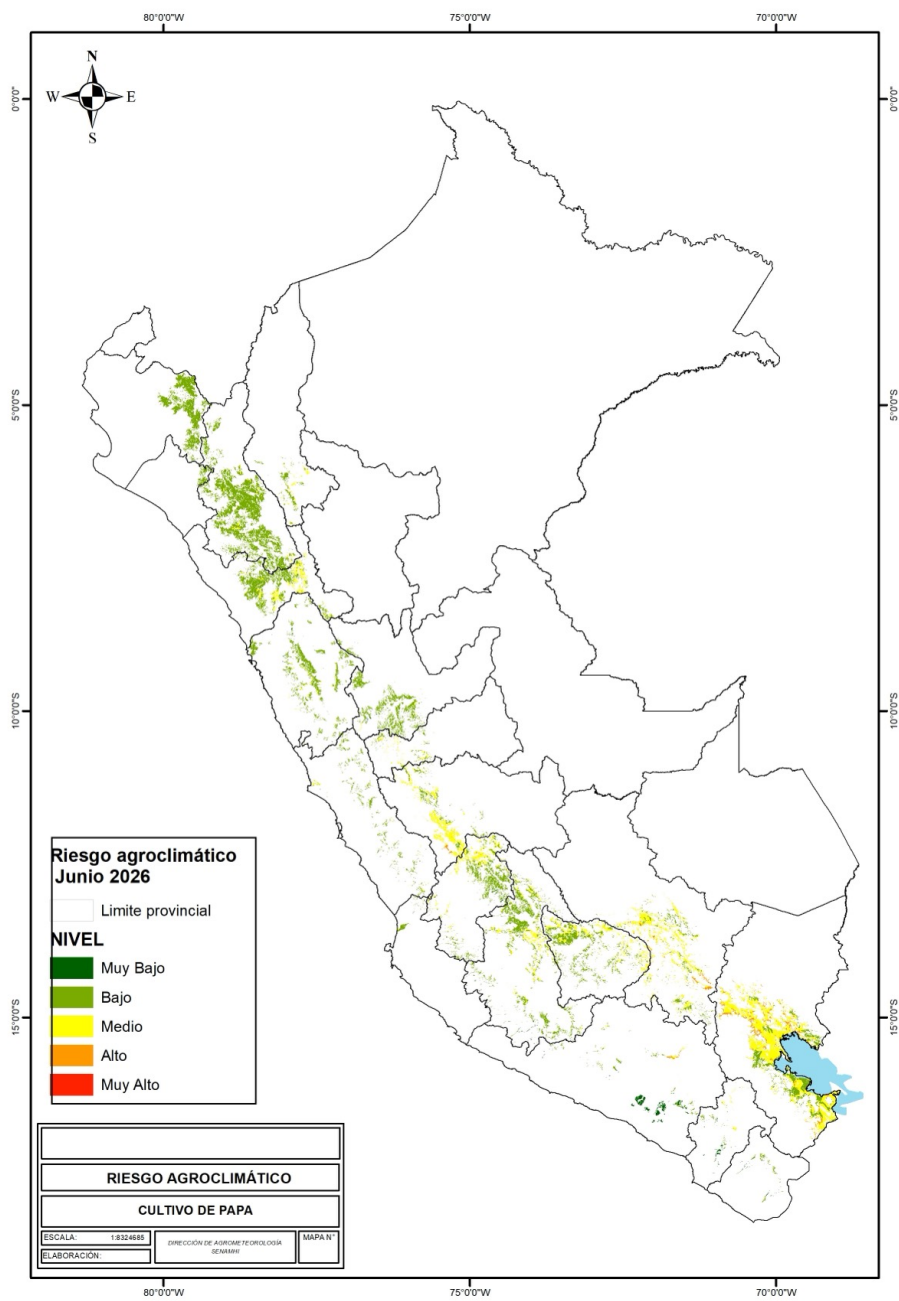 80°0'0"W
75°0'0"W
70°0'0"W
N
W
E
S
0°0'0"
0°0'0"
5°0'0"S
5°0'0"S
10°0'0"S
10°0'0"S
15°0'0"S
15°0'0"S
Riesgo agroclimático
Junio 2026
Limite provincial
NIVEL
Muy Bajo
Bajo
Medio
Alto
Muy Alto
RIESGO AGROCLIMÁTICO
CULTIVO DE PAPA
ESCALA: 1:8324685
ELABORACIÓN:
DIRECCIÓN DE AGROMETEOROLOGÍA
SENAMHI
MAPA N°
80°0'0"W
75°0'0"W
70°0'0"W